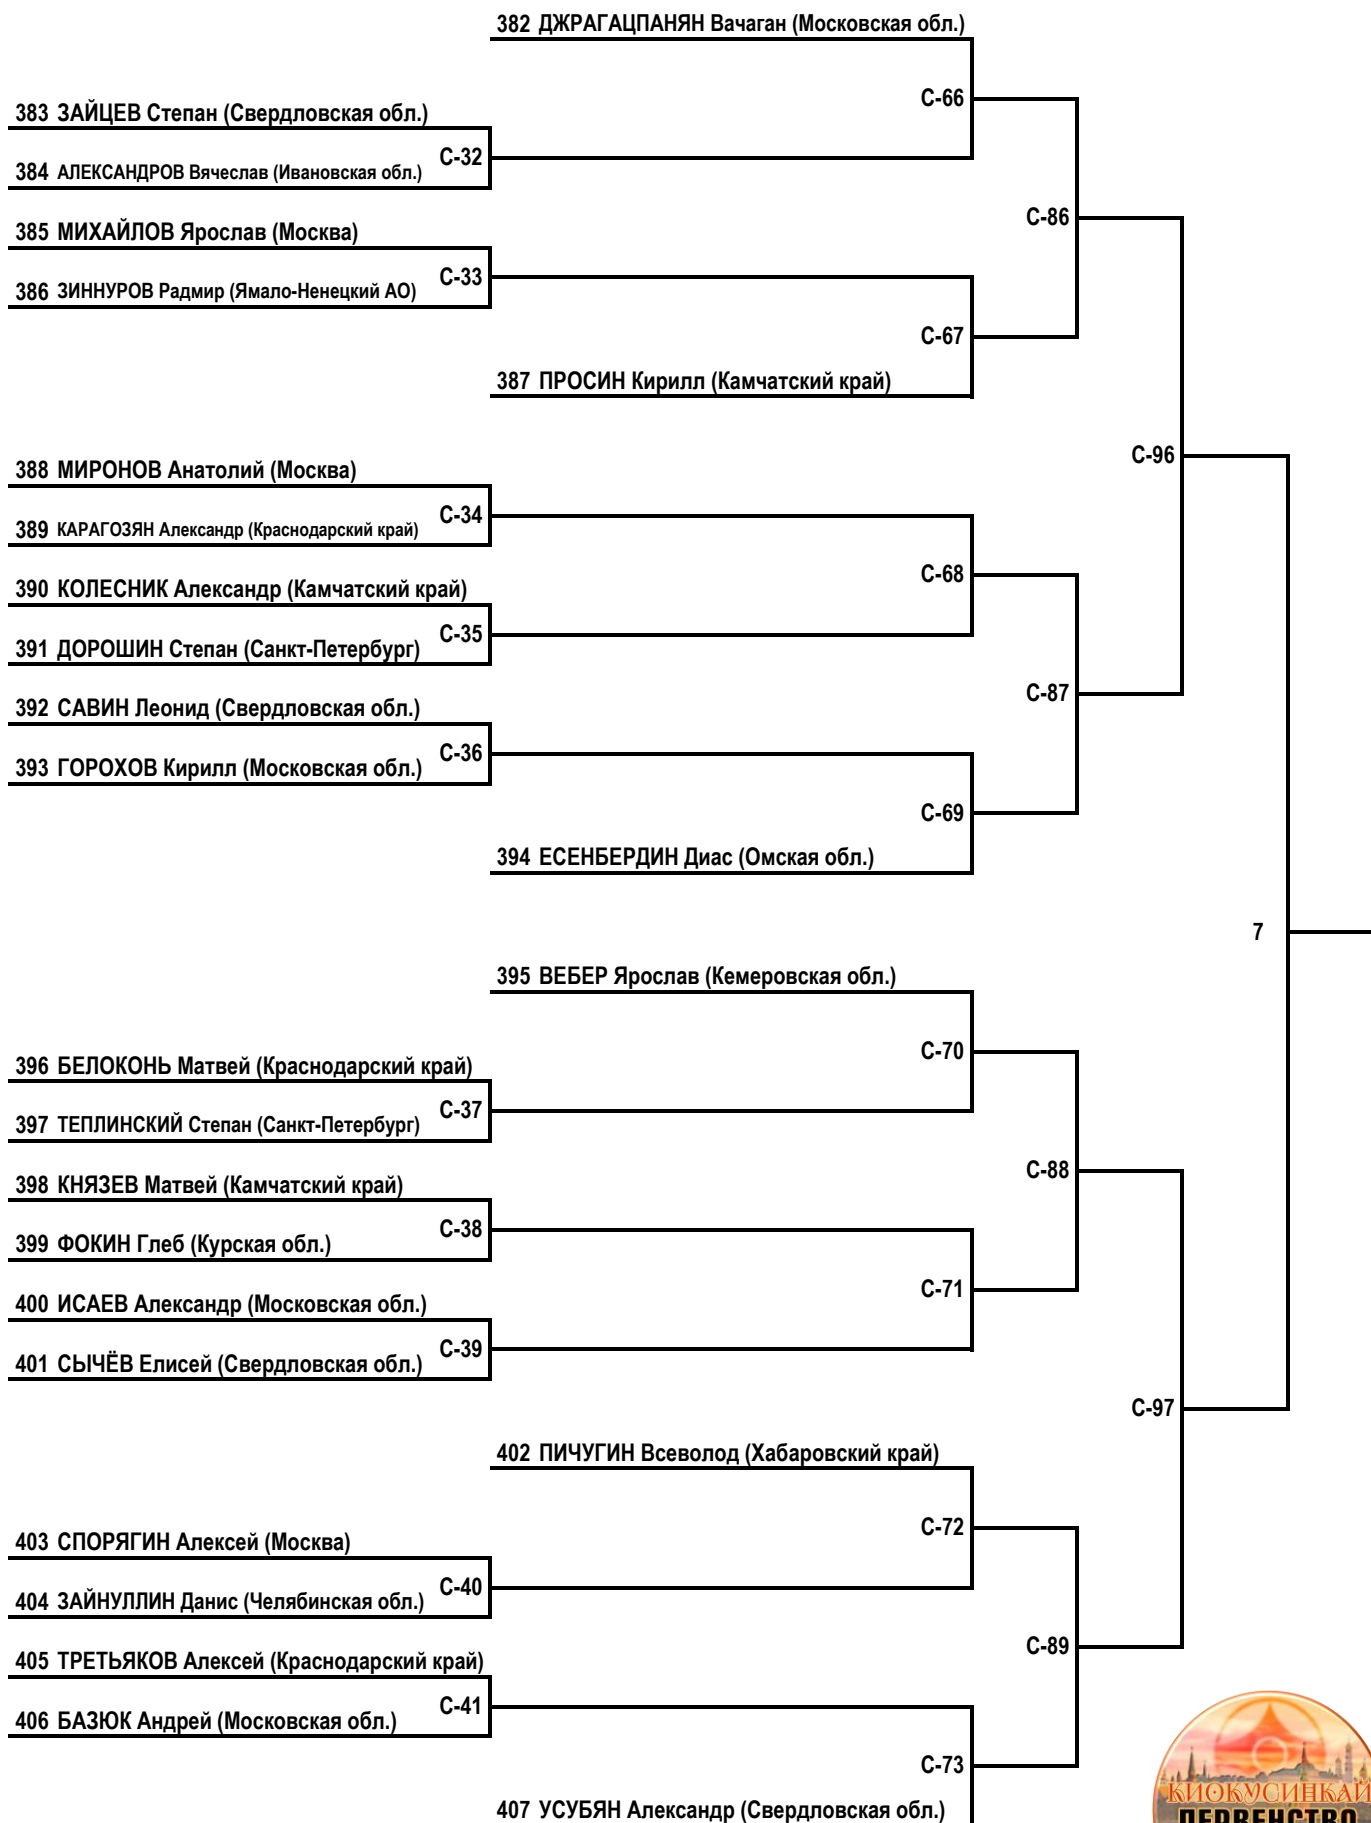 382 ДЖРАГАЦПАНЯН Вачаган (Московская обл.)
С-66
383 ЗАЙЦЕВ Степан (Свердловская обл.)
С-32
384 АЛЕКСАНДРОВ Вячеслав (Ивановская обл.)
С-86
385 МИХАЙЛОВ Ярослав (Москва)
С-33
386 ЗИННУРОВ Радмир (Ямало-Ненецкий АО)
С-67
387 ПРОСИН Кирилл (Камчатский край)
С-96
388 МИРОНОВ Анатолий (Москва)
С-34
389 КАРАГОЗЯН Александр (Краснодарский край)
С-68
390 КОЛЕСНИК Александр (Камчатский край)
С-35
391 ДОРОШИН Степан (Санкт-Петербург)
С-87
392 САВИН Леонид (Свердловская обл.)
С-36
393 ГОРОХОВ Кирилл (Московская обл.)
С-69
394 ЕСЕНБЕРДИН Диас (Омская обл.)
7
395 ВЕБЕР Ярослав (Кемеровская обл.)
С-70
396 БЕЛОКОНЬ Матвей (Краснодарский край)
С-37
397 ТЕПЛИНСКИЙ Степан (Санкт-Петербург)
С-88
398 КНЯЗЕВ Матвей (Камчатский край)
С-38
399 ФОКИН Глеб (Курская обл.)
С-71
400 ИСАЕВ Александр (Московская обл.)
С-39
401 СЫЧЁВ Елисей (Свердловская обл.)
С-97
402 ПИЧУГИН Всеволод (Хабаровский край)
С-72
403 СПОРЯГИН Алексей (Москва)
С-40
404 ЗАЙНУЛЛИН Данис (Челябинская обл.)
С-89
405 ТРЕТЬЯКОВ Алексей (Краснодарский край)
С-41
406 БАЗЮК Андрей (Московская обл.)
С-73
407 УСУБЯН Александр (Свердловская обл.)
КИОКУСИНКАЙ
ПЕРВЕНСТВО